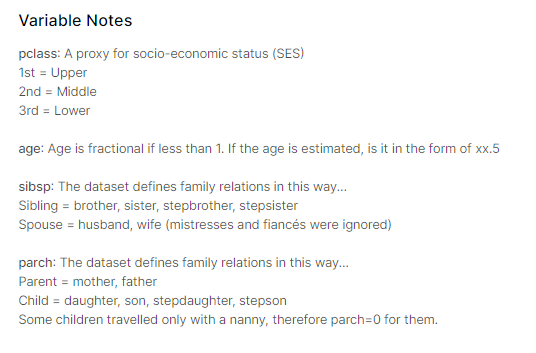 Variable Notes
pclass: A proxy for socio-economic status (SES)
1st = Upper
2nd = Middle
3rd = Lower
age: Age is fractional if less than 1. If the age is estimated, is it in the form of xx.5
sibsp: The dataset defines family relations in this way...
Sibling = brother, sister, stepbrother, stepsister
Spouse = husband, wife (mistresses and fiancés were ignored)
parch: The dataset defines family relations in this way...
Parent = mother, father
Child = daughter, son, stepdaughter, stepson
Some children travelled only with a nanny, therefore parch=0 for them.